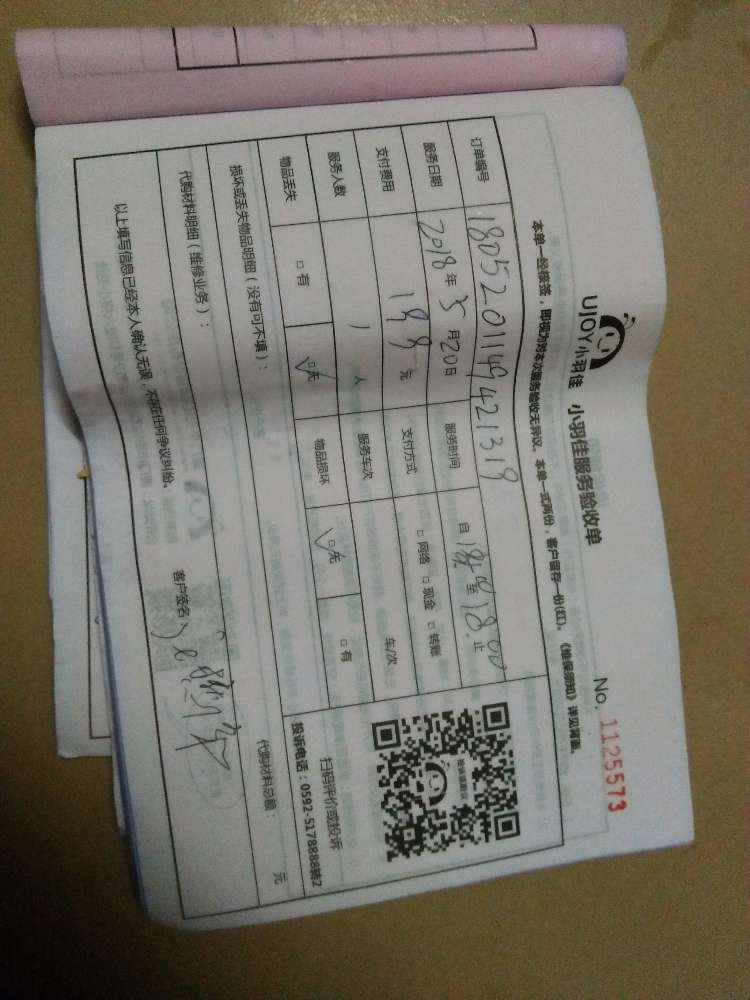 UJOY小羽佳 小羽佳服务验收单
No. 1125573
本单一经核签，即视为对本次服务验收无异议。本单一式两份，客户留存一份(红)。《维保须知》详见背面。
订单编号 180520114942131 9
服务日期 2018年5月20日 服务时间 自 至18:00止
支付费用 元 支付方式 □网络 □现金 □转账
服务人数 1人 服务车次 车/次
物品丢失 □有 □无 物品损坏 □无 □有
损坏或丢失物品明细（没有可不填）：
扫码评价或投诉
投诉电话：0592-5178888转2
代购材料明细（维修业务）： 代购材料总额： 元
以上填写信息已经本人确认无误，不存在任何争议纠纷。
客户签名